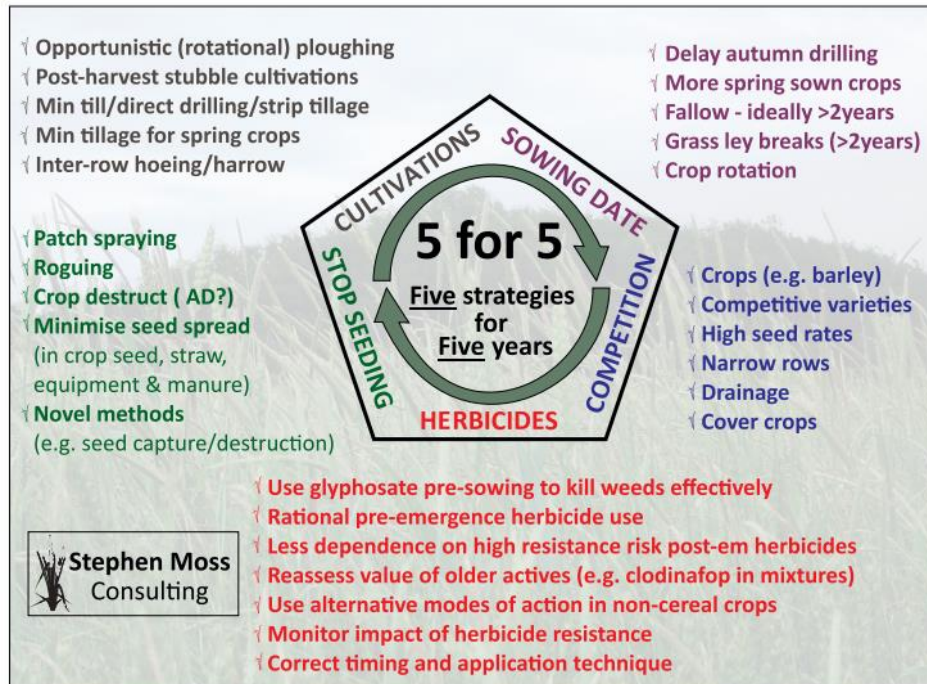 Opportunistic (rotational) ploughing
Post-harvest stubble cultivations
Min till/direct drilling/strip tillage
Min tillage for spring crops
Inter-row hoeing/harrow
Delay autumn drilling
More spring sown crops
Fallow - ideally >2years
Grass ley breaks (>2years)
Crop rotation
CULTIVATIONS
SOWING DATE
STOP SEEDING
COMPETITION
HERBICIDES
5 for 5
Five strategies
for
Five years
Patch spraying
Roguing
Crop destruct ( AD?)
Minimise seed spread
(in crop seed, straw,
equipment & manure)
Novel methods
(e.g. seed capture/destruction)
Crops (e.g. barley)
Competitive varieties
High seed rates
Narrow rows
Drainage
Cover crops
Use glyphosate pre-sowing to kill weeds effectively
Rational pre-emergence herbicide use
Less dependence on high resistance risk post-em herbicides
Reassess value of older actives (e.g. clodinafop in mixtures)
Use alternative modes of action in non-cereal crops
Monitor impact of herbicide resistance
Correct timing and application technique
Stephen Moss
Consulting